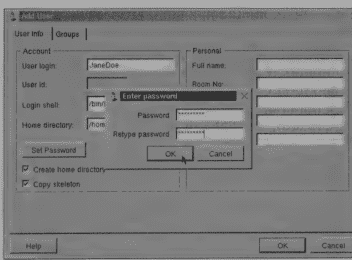 Add User
User Info Groups
Account
User login: JaneDoe
User id:
Login shell: /bin/
Home directory: /hom
Set Password
Create home directory
Copy skeleton
Personal
Full name:
Room No:
Enter password
Password ********
Retype password ********
OK Cancel
Help OK Cancel